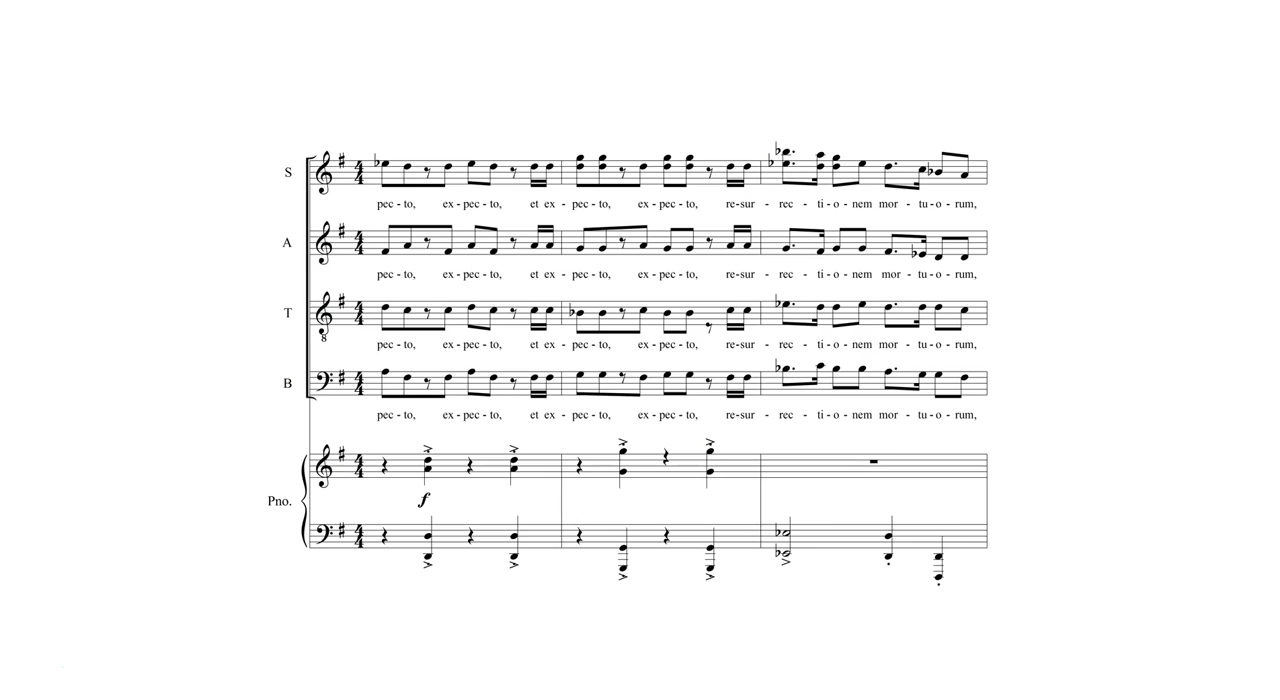 S
pec - to, ex - pec - to, et ex - pec - to, ex - pec - to, re-sur - rec - ti - o - nem mor - tu - o - rum,
A
pec - to, ex - pec - to, et ex - pec - to, ex - pec - to, re-sur - rec - ti - o - nem mor - tu - o - rum,
T
8
pec - to, ex - pec - to, et ex - pec - to, ex - pec - to, re-sur - rec - ti - o - nem mor - tu - o - rum,
B
pec - to, ex - pec - to, et ex - pec - to, ex - pec - to, re-sur - rec - ti - o - nem mor - tu - o - rum,
Pno.
f